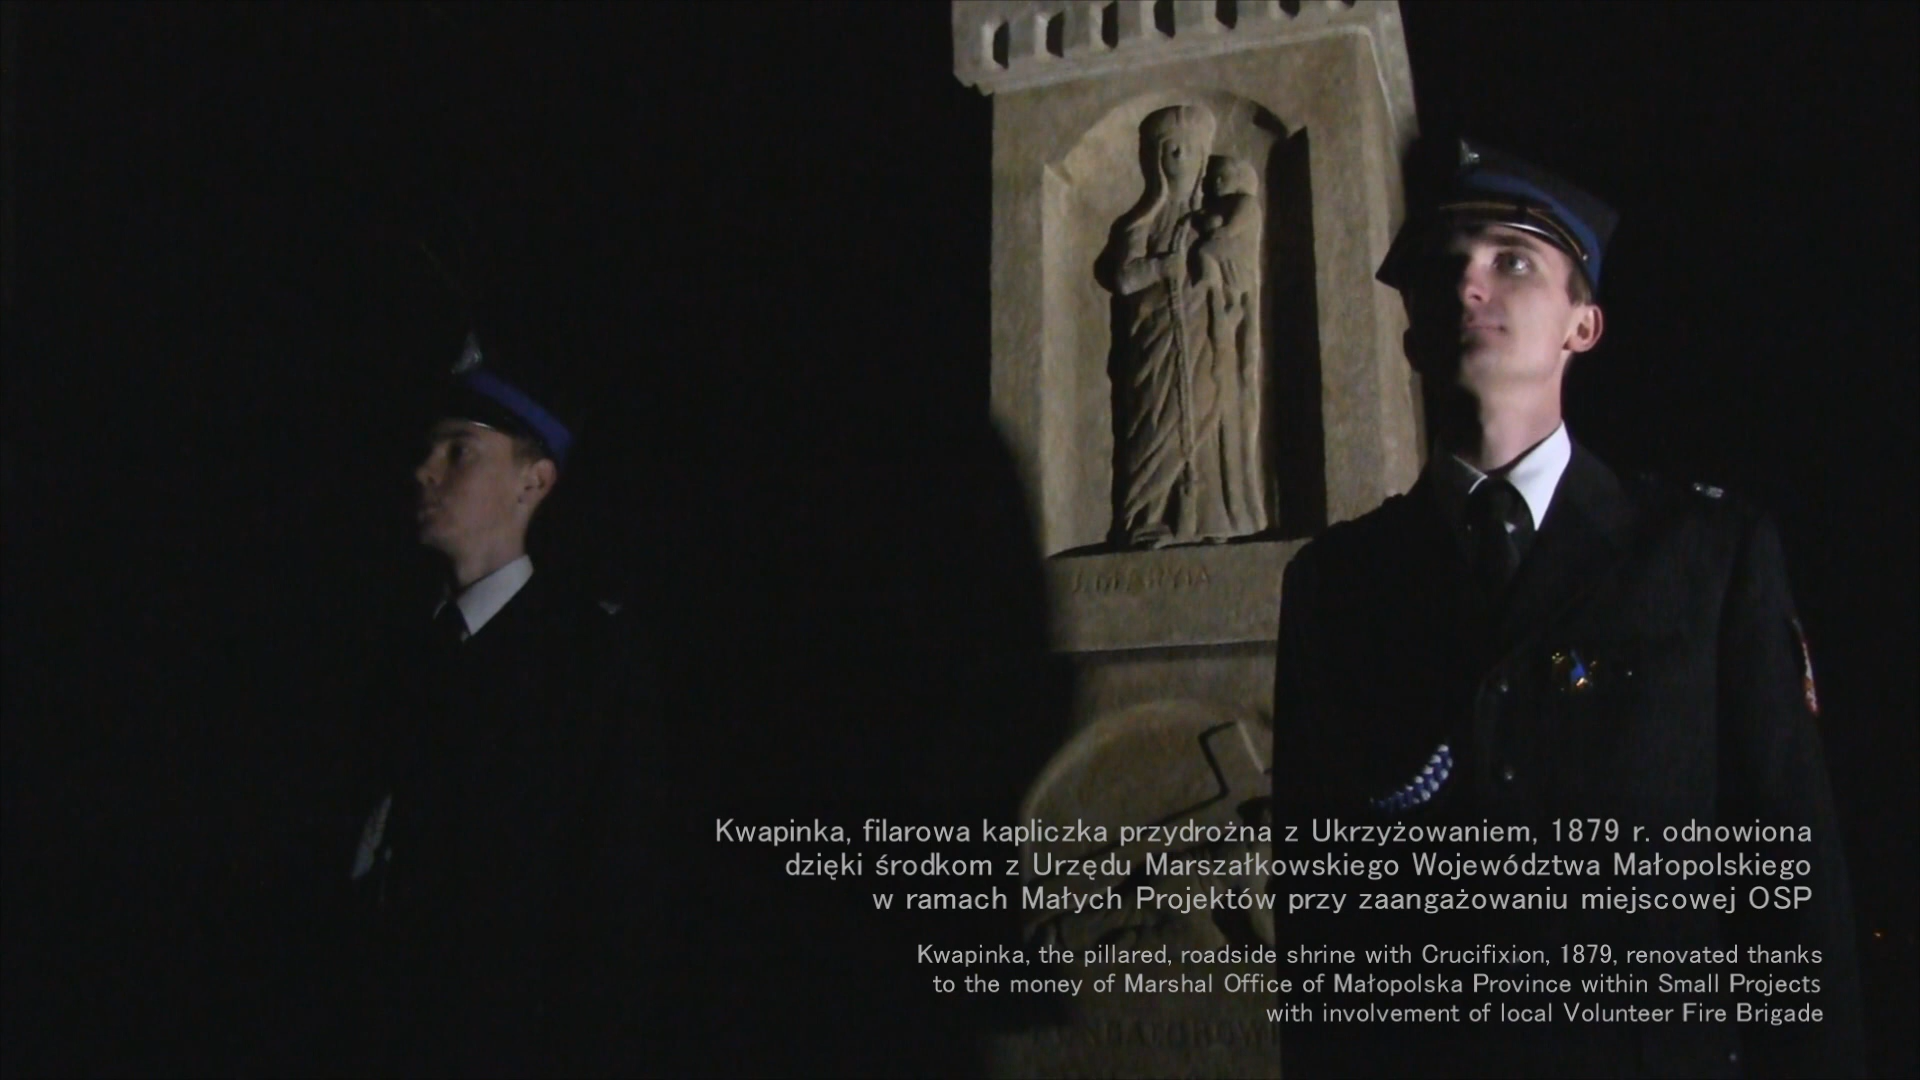 Kwapinka, filarowa kapliczka przydrożna z Ukrzyżowaniem, 1879 r. odnowiona
dzięki środkom z Urzędu Marszałkowskiego Województwa Małopolskiego
w ramach Małych Projektów przy zaangażowaniu miejscowej OSP
Kwapinka, the pillared, roadside shrine with Crucifixion, 1879, renovated thanks
to the money of Marshal Office of Małopolska Province within Small Projects
with involvement of local Volunteer Fire Brigade